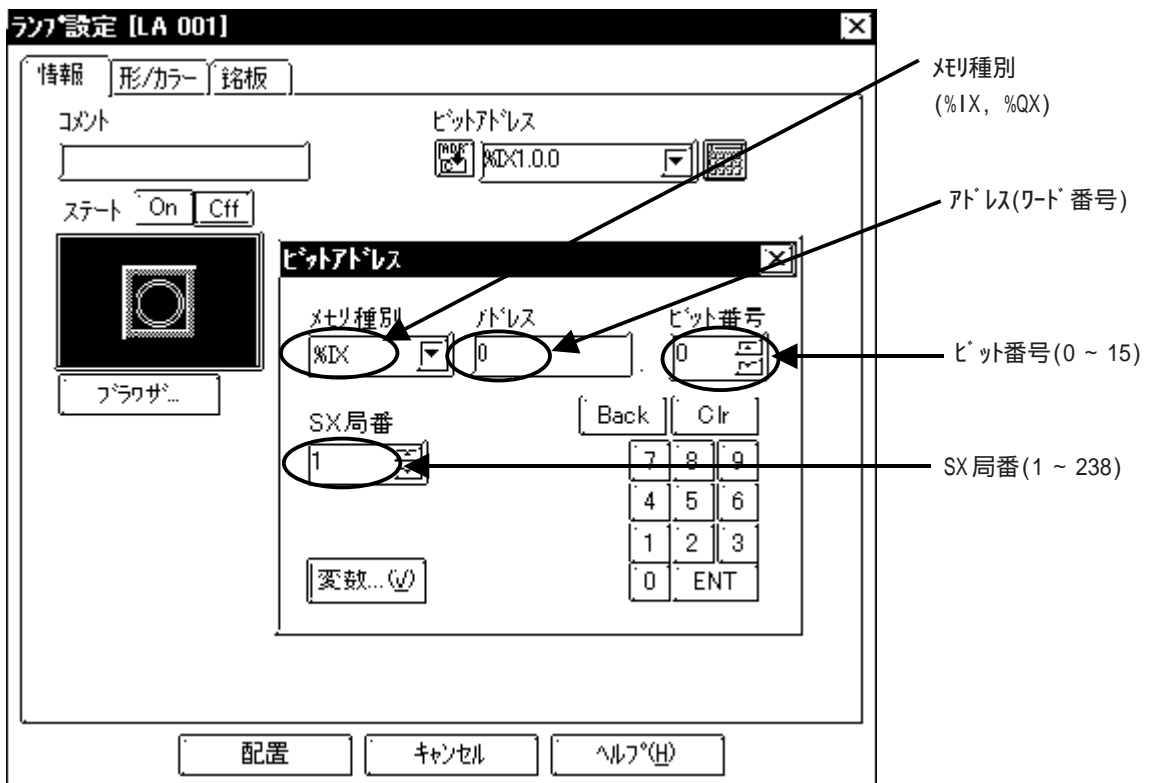 ランプ設定 [LA 001]
情報 形/カラー 銘板
コメント
ビットアドレス
%IX1.0.0
ステート On Off
ブラウザ...
ビットアドレス
メモリ種別 アドレス ビット番号
%IX 0 . 0
SX局番
1
Back Clr
7 8 9
4 5 6
1 2 3
0 ENT
変数...(V)
配置 キャンセル ヘルプ(H)
メモリ種別
(%IX, %QX)
アドレス(ワード番号)
ビット番号(0 ~ 15)
SX局番(1 ~ 238)